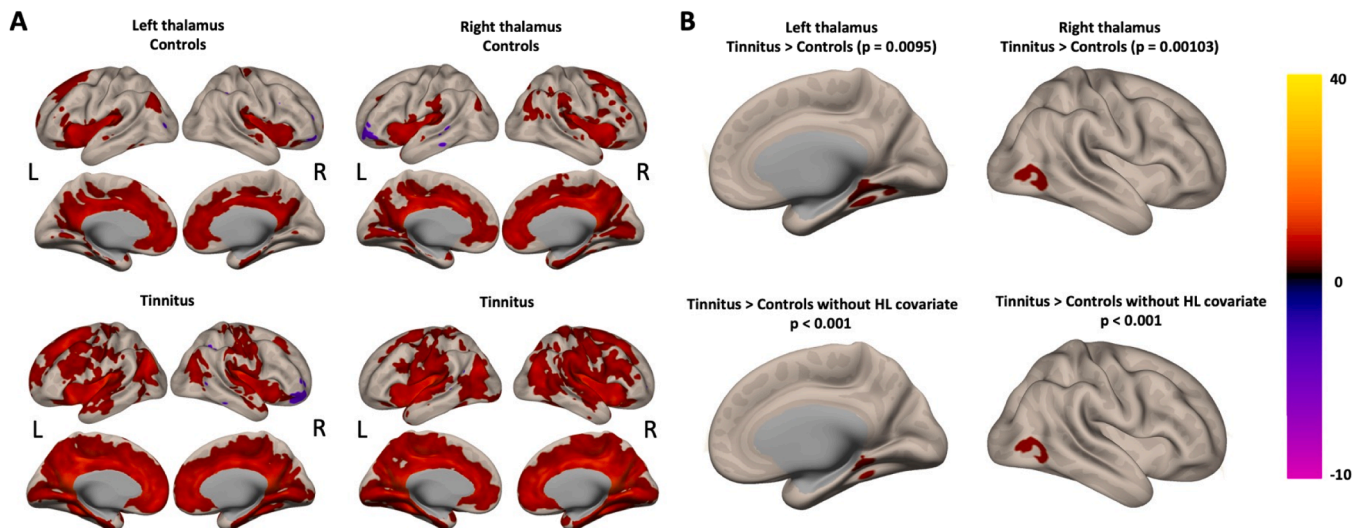 A
Left thalamus
Controls
Right thalamus
Controls
L
R
L
R
Tinnitus
Tinnitus
L
R
L
R
B
Left thalamus
Tinnitus > Controls (p = 0.0095)
Right thalamus
Tinnitus > Controls (p = 0.00103)
Tinnitus > Controls without HL covariate
p < 0.001
Tinnitus > Controls without HL covariate
p < 0.001
40
0
-10